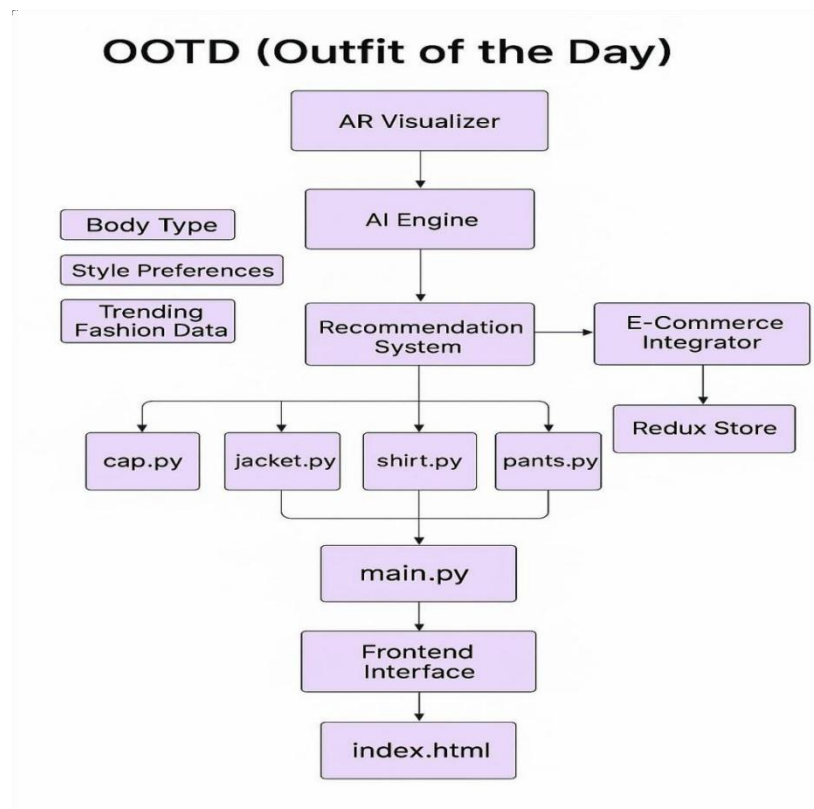 OOTD (Outfit of the Day)
AR Visualizer
AI Engine
Body Type
Style Preferences
Trending
Fashion Data
Recommendation
System
E-Commerce
Integrator
Redux Store
cap.py
jacket.py
shirt.py
pants.py
main.py
Frontend
Interface
index.html